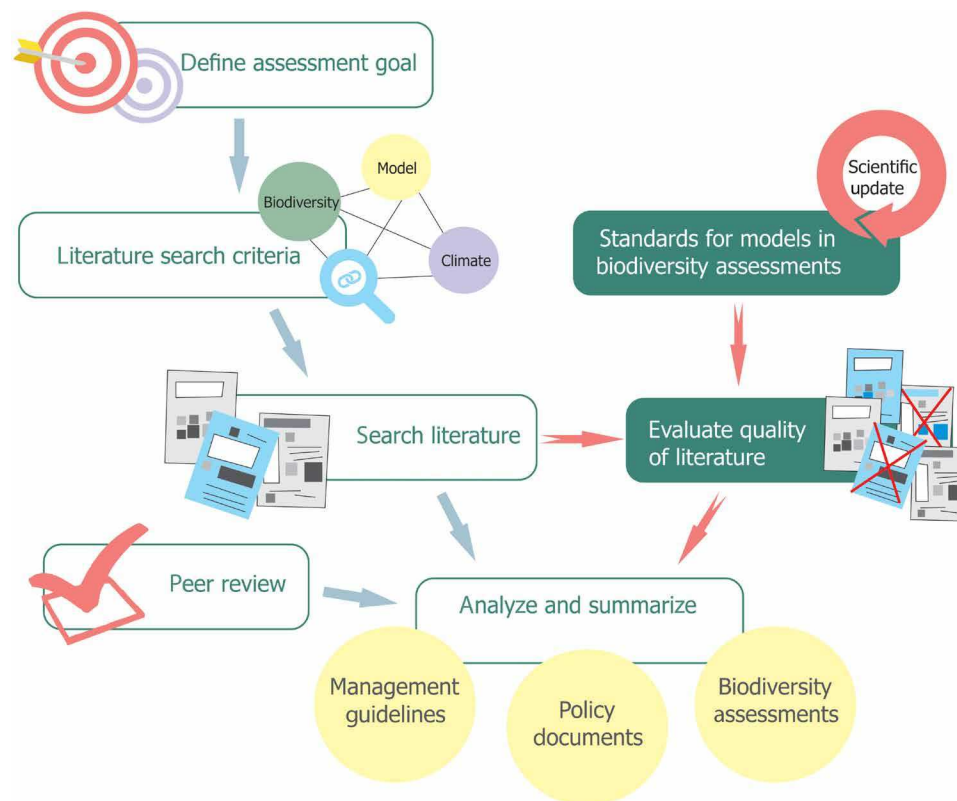 Define assessment goal
Model
Biodiversity
Scientific
update
Literature search criteria
Climate
Standards for models in
biodiversity assessments
Search literature
Evaluate quality
of literature
Peer review
Analyze and summarize
Management
guidelines
Policy
documents
Biodiversity
assessments